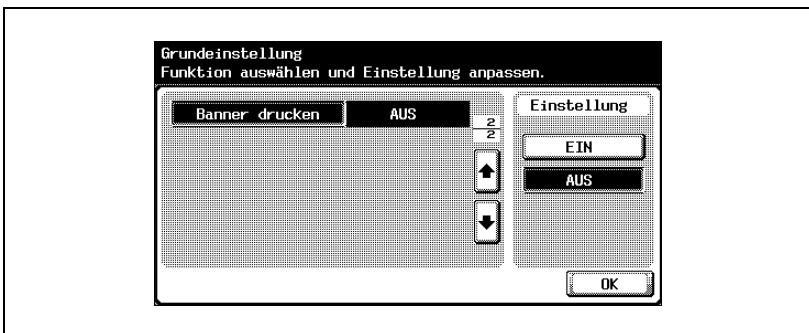 Grundeinstellung
Funktion auswählen und Einstellung anpassen.
Banner drucken AUS
2
2
Einstellung
EIN
AUS
OK